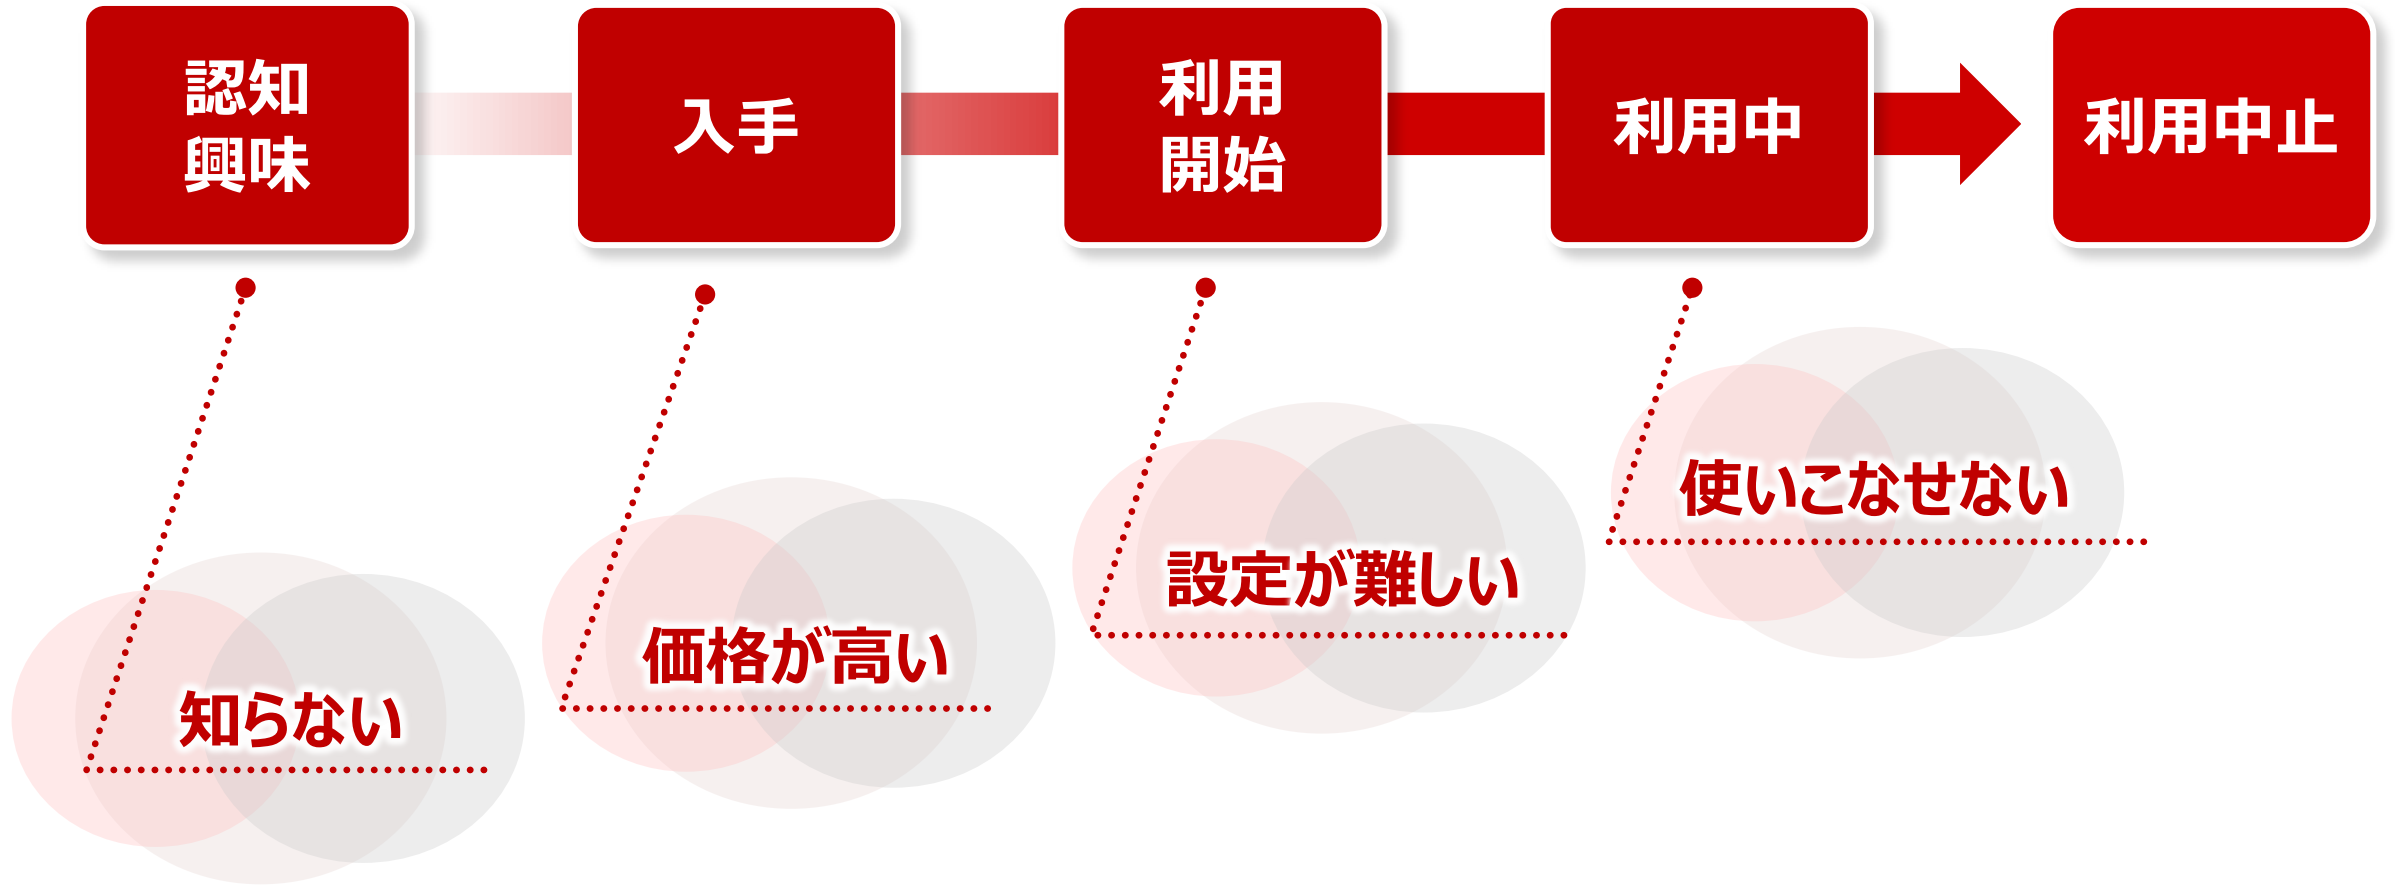 認知
興味
入手
利用
開始
利用中
利用中止
知らない
価格が高い
設定が難しい
使いこなせない